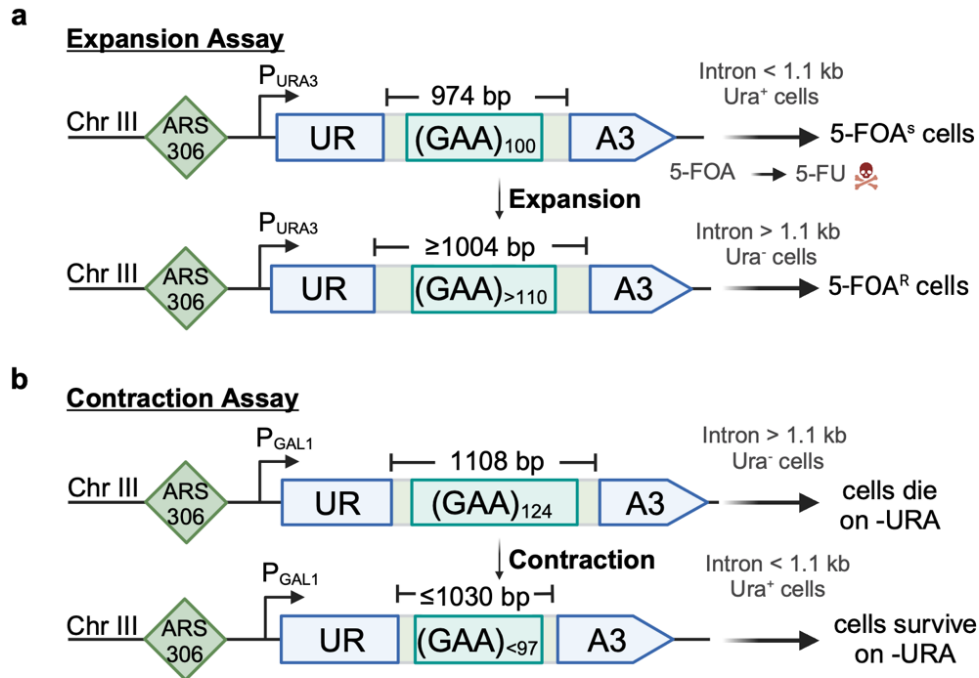 a
Expansion Assay
Chr III
ARS
306
P_URA3
UR
974 bp
(GAA)₁₀₀
A3
Intron < 1.1 kb
Ura⁺ cells
5-FOAˢ cells
5-FOA
5-FU
Expansion
Chr III
ARS
306
P_URA3
UR
≥1004 bp
(GAA)>₁₁₀
A3
Intron > 1.1 kb
Ura⁻ cells
5-FOAᴿ cells
b
Contraction Assay
Chr III
ARS
306
P_GAL1
UR
1108 bp
(GAA)₁₂₄
A3
Intron > 1.1 kb
Ura⁻ cells
cells die
on -URA
Contraction
Chr III
ARS
306
P_GAL1
UR
≤1030 bp
(GAA)<₉₇
A3
Intron < 1.1 kb
Ura⁺ cells
cells survive
on -URA